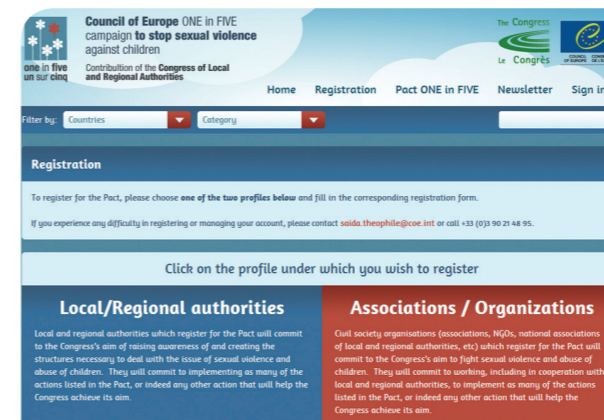 Council of Europe ONE in FIVE
campaign to stop sexual violence
against children
one in five
un sur cinq
Contribultion of the Congress of Local
and Regional Authorities
The Congress
Le Congrès
Home Registration Pact ONE in FIVE Newsletter Sign in
Filter by: Countries Category
Registration
To register for the Pact, please choose one of the two profiles below and fill in the corresponding registration form.
If you experience any difficulty in registering or managing your account, please contact saida.theophile@coe.int or call +33 (0)3 90 21 48 95.
Click on the profile under which you wish to register
Local/Regional authorities
Local and regional authorities which register for the Pact will commit
to the Congress's aim of raising awareness of and creating the
structures necessary to deal with the issue of sexual violence and
abuse of children. They will commit to implementing as many of the
actions listed in the Pact, or indeed any other action that will help the
Congress achieve its aim.
Associations / Organizations
Civil society organisations (associations, NGOs, national associations
of local and regional authorities, etc) which register for the Pact will
commit to the Congress's aim to fight sexual violence and abuse of
children. They will commit to working, including in cooperation with
local and regional authorities, to implement as many of the actions
listed in the Pact, or indeed any other action that will help the
Congress achieve its aim.